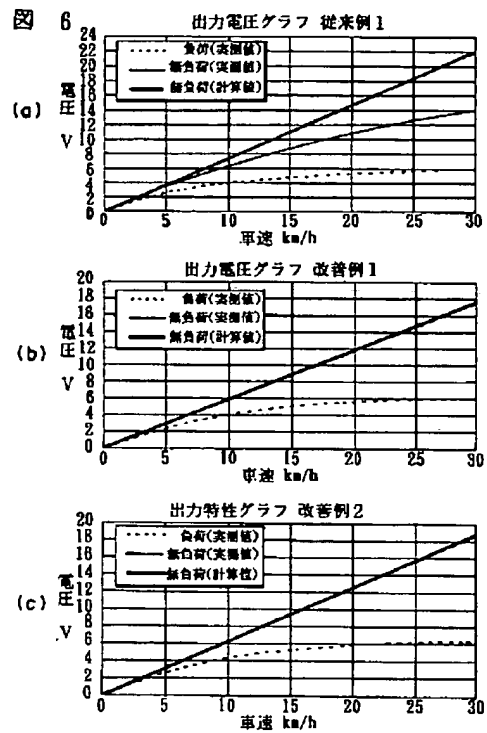 図 6
(a)
出力電圧グラフ 従来例1
負荷(実測値)
無負荷(実測値)
無負荷(計算値)
電圧 V
24
22
20
18
16
14
12
10
8
6
4
2
0
0 5 10 15 20 25 30
車速 km/h
(b)
出力電圧グラフ 改善例1
負荷(実測値)
無負荷(実測値)
無負荷(計算値)
電圧 V
20
18
16
14
12
10
8
6
4
2
0
0 5 10 15 20 25 30
車速 km/h
(c)
出力特性グラフ 改善例2
負荷(実測値)
無負荷(実測値)
無負荷(計算値)
電圧 V
20
18
16
14
12
10
8
6
4
2
0
0 5 10 15 20 25 30
車速 km/h